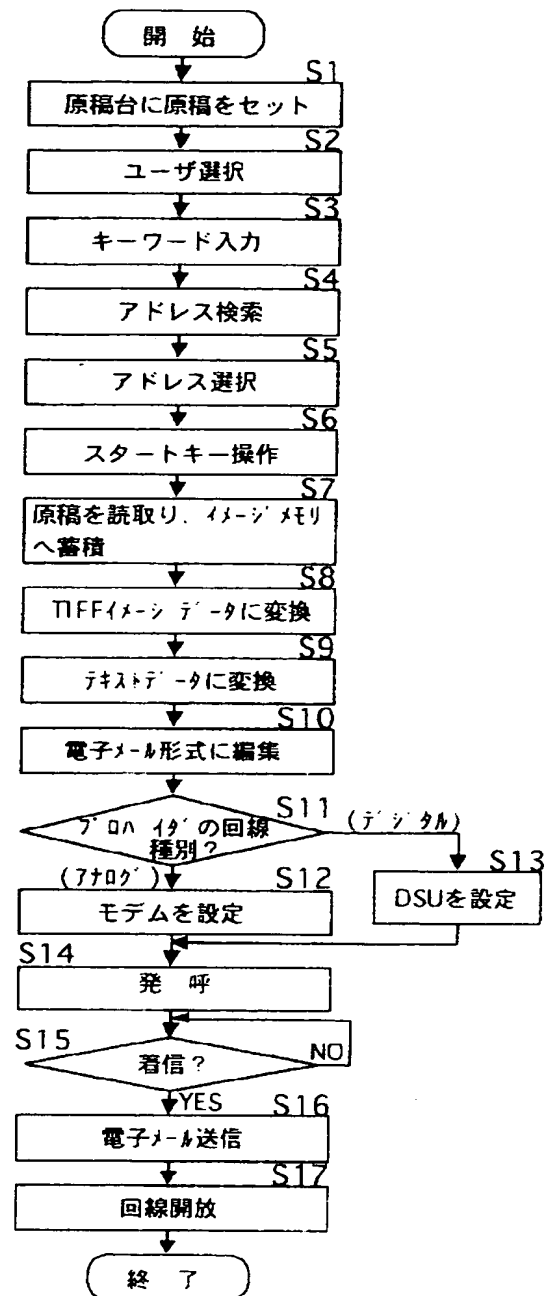 開 始
S1
原稿台に原稿をセット
S2
ユーザ選択
S3
キーワード入力
S4
アドレス検索
S5
アドレス選択
S6
スタートキー操作
S7
原稿を読取り、イメージメモリ
へ蓄積
S8
TIFFイメージデータに変換
S9
テキストデータに変換
S10
電子メール形式に編集
S11
プロバイダの回線
種別?
(デジタル)
(アナログ)
S12
モデムを設定
S13
DSUを設定
S14
発 呼
S15
着信?
NO
YES
S16
電子メール送信
S17
回線開放
終 了